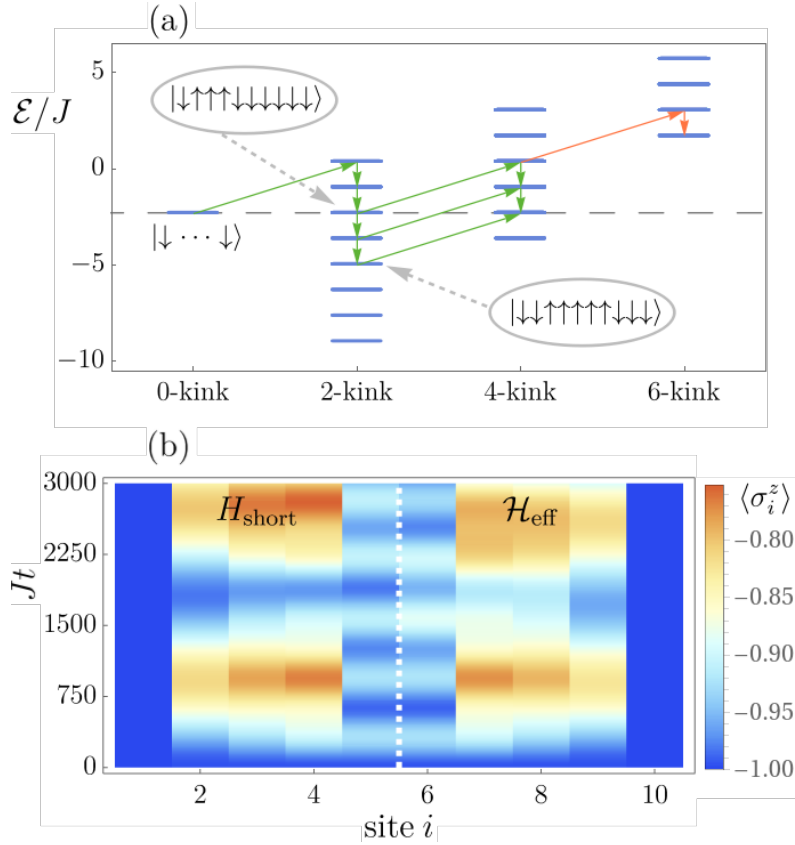 (a)
5
0
−5
−10
ℰ/J
|↓↑↑↑↓↓↓↓↓↓⟩
|↓ ⋯ ↓⟩
|↓↓↑↑↑↑↑↓↓↓⟩
0-kink 2-kink 4-kink 6-kink
(b)
3000
2250
1500
750
0
Jt
H_short
ℋ_eff
2 4 6 8 10
site i
⟨σ_i^z⟩
−0.80
−0.85
−0.90
−0.95
−1.00